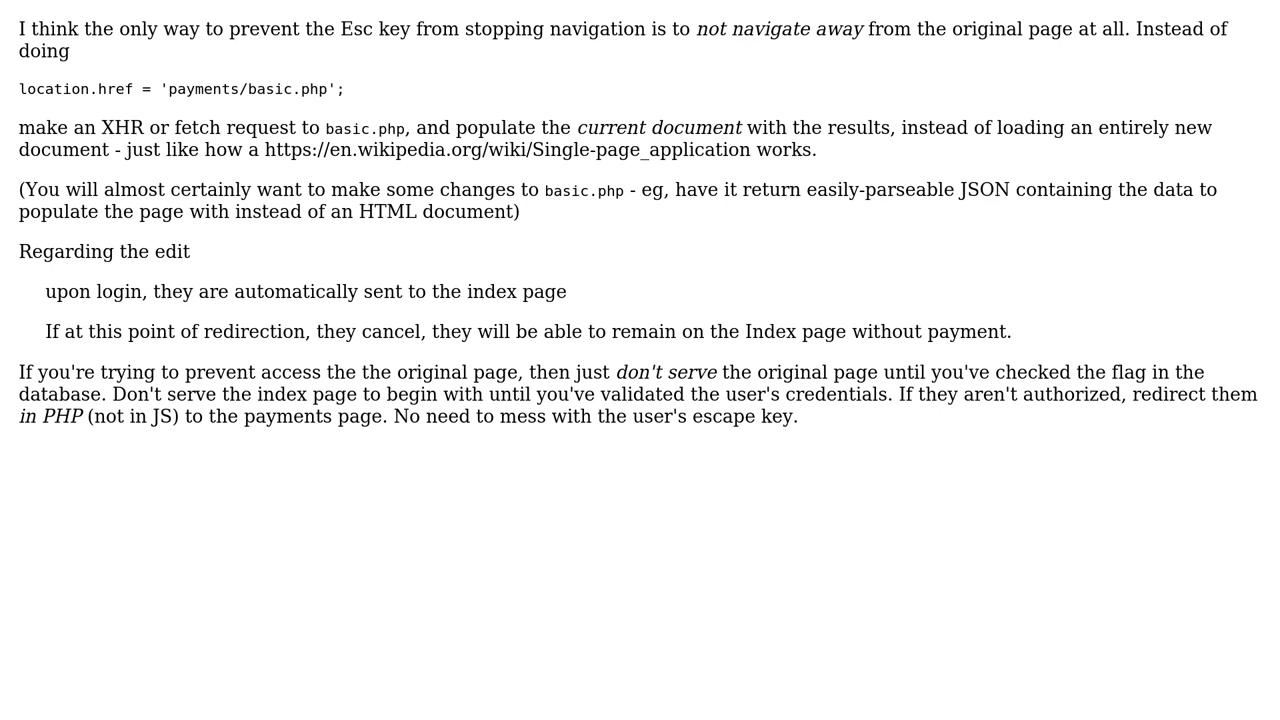 I think the only way to prevent the Esc key from stopping navigation is to not navigate away from the original page at all. Instead of
doing
location.href = 'payments/basic.php';
make an XHR or fetch request to basic.php, and populate the current document with the results, instead of loading an entirely new
document - just like how a https://en.wikipedia.org/wiki/Single-page_application works.
(You will almost certainly want to make some changes to basic.php - eg, have it return easily-parseable JSON containing the data to
populate the page with instead of an HTML document)
Regarding the edit
upon login, they are automatically sent to the index page
If at this point of redirection, they cancel, they will be able to remain on the Index page without payment.
If you're trying to prevent access the the original page, then just don't serve the original page until you've checked the flag in the
database. Don't serve the index page to begin with until you've validated the user's credentials. If they aren't authorized, redirect them
in PHP (not in JS) to the payments page. No need to mess with the user's escape key.